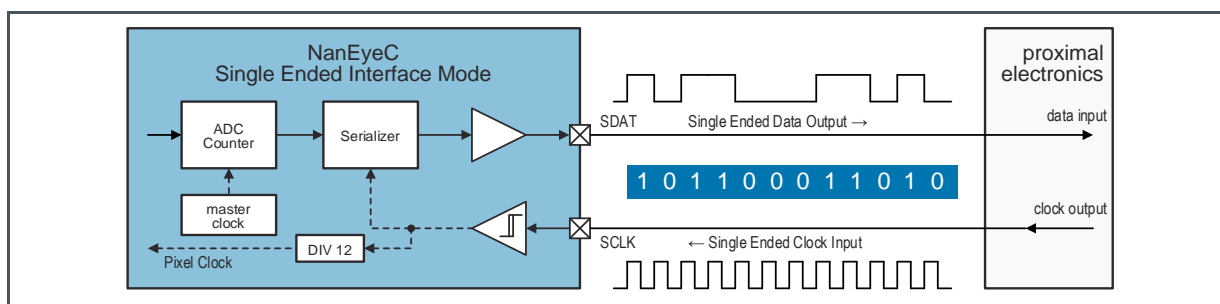 NanEyeC
Single Ended Interface Mode
proximal
electronics
ADC
Counter
Serializer
SDAT
Single Ended Data Output →
data input
1 0 1 1 0 0 0 1 1 0 1 0
master
clock
clock output
DIV 12
SCLK
← Single Ended Clock Input
Pixel Clock